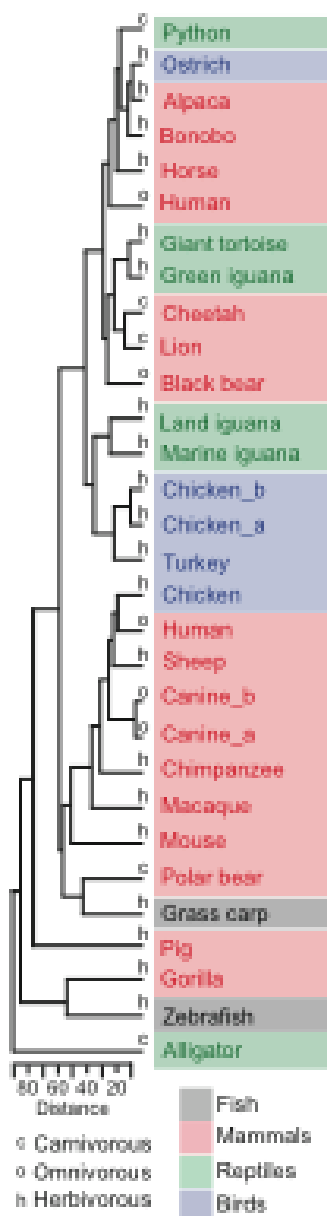 c Python
h Ostrich
h Alpaca
h Bonobo
h Horse
o Human
h Giant tortoise
h Green iguana
c Cheetah
c Lion
o Black bear
h Land iguana
h Marine iguana
h Chicken_b
h Chicken_a
h Turkey
h Chicken
o Human
h Sheep
o Canine_b
o Canine_a
h Chimpanzee
h Macaque
h Mouse
c Polar bear
h Grass carp
h Pig
Gorilla
h Zebrafish
c Alligator
80 60 40 20
Distance
c Carnivorous
o Omnivorous
h Herbivorous
Fish
Mammals
Reptiles
Birds